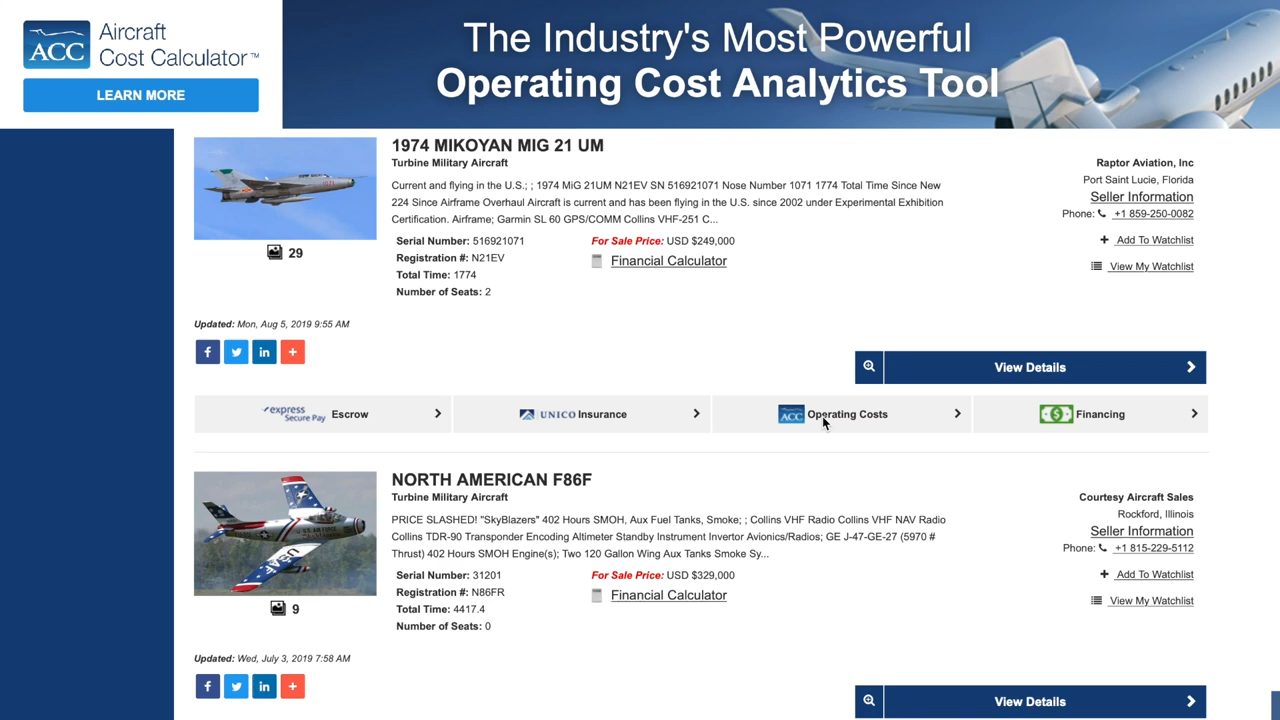 ACC
Aircraft
Cost Calculator™
LEARN MORE
The Industry's Most Powerful
Operating Cost Analytics Tool
1974 MIKOYAN MIG 21 UM
Turbine Military Aircraft
Current and flying in the U.S.; ; 1974 MiG 21UM N21EV SN 516921071 Nose Number 1071 1774 Total Time Since New
224 Since Airframe Overhaul Aircraft is current and has been flying in the U.S. since 2002 under Experimental Exhibition
Certification. Airframe; Garmin SL 60 GPS/COMM Collins VHF-251 C...
Serial Number: 516921071
Registration #: N21EV
Total Time: 1774
Number of Seats: 2
For Sale Price: USD $249,000
Financial Calculator
Raptor Aviation, Inc
Port Saint Lucie, Florida
Seller Information
Phone: +1 859-250-0082
+ Add To Watchlist
View My Watchlist
29
Updated: Mon, Aug 5, 2019 9:55 AM
View Details
express
Secure Pay Escrow
UNICO Insurance
ACC Operating Costs
Financing
NORTH AMERICAN F86F
Turbine Military Aircraft
PRICE SLASHED! "SkyBlazers" 402 Hours SMOH, Aux Fuel Tanks, Smoke; ; Collins VHF Radio Collins VHF NAV Radio
Collins TDR-90 Transponder Encoding Altimeter Standby Instrument Invertor Avionics/Radios; GE J-47-GE-27 (5970 #
Thrust) 402 Hours SMOH Engine(s); Two 120 Gallon Wing Aux Tanks Smoke Sy...
Serial Number: 31201
Registration #: N86FR
Total Time: 4417.4
Number of Seats: 0
For Sale Price: USD $329,000
Financial Calculator
Courtesy Aircraft Sales
Rockford, Illinois
Seller Information
Phone: +1 815-229-5112
+ Add To Watchlist
View My Watchlist
USAF
9
Updated: Wed, July 3, 2019 7:58 AM
View Details